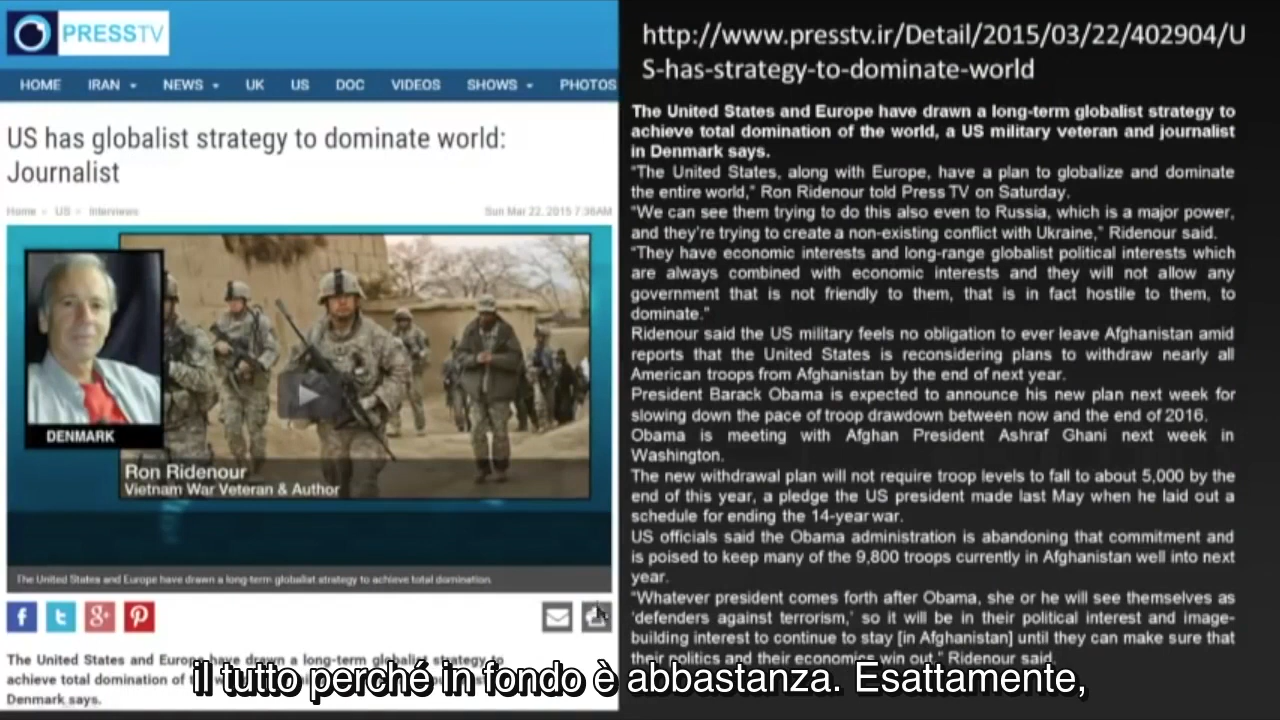 PRESSTV
HOME IRAN NEWS UK US DOC VIDEOS SHOWS PHOTOS
US has globalist strategy to dominate world:
Journalist
Home US Interviews
Sun Mar 22, 2015 7:36AM
DENMARK
Ron Ridenour
Vietnam War Veteran & Author
The United States and Europe have drawn a long-term globalist strategy to achieve total domination.
f t g+
The United States and Europe have drawn a long-term globalist strategy to
achieve total domination of
Denmark says.
http://www.presstv.ir/Detail/2015/03/22/402904/U
S-has-strategy-to-dominate-world
The United States and Europe have drawn a long-term globalist strategy to
achieve total domination of the world, a US military veteran and journalist
in Denmark says.
"The United States, along with Europe, have a plan to globalize and dominate
the entire world," Ron Ridenour told Press TV on Saturday.
"We can see them trying to do this also even to Russia, which is a major power,
and they're trying to create a non-existing conflict with Ukraine," Ridenour said.
"They have economic interests and long-range globalist political interests which
are always combined with economic interests and they will not allow any
government that is not friendly to them, that is in fact hostile to them, to
dominate."
Ridenour said the US military feels no obligation to ever leave Afghanistan amid
reports that the United States is reconsidering plans to withdraw nearly all
American troops from Afghanistan by the end of next year.
President Barack Obama is expected to announce his new plan next week for
slowing down the pace of troop drawdown between now and the end of 2016.
Obama is meeting with Afghan President Ashraf Ghani next week in
Washington.
The new withdrawal plan will not require troop levels to fall to about 5,000 by the
end of this year, a pledge the US president made last May when he laid out a
schedule for ending the 14-year war.
US officials said the Obama administration is abandoning that commitment and
is poised to keep many of the 9,800 troops currently in Afghanistan well into next
year.
"Whatever president comes forth after Obama, she or he will see themselves as
'defenders against terrorism,' so it will be in their political interest and image-
building interest to continue to stay [in Afghanistan] until they can make sure that
their politics and their economics win out," Ridenour said.
il tutto perché in fondo è abbastanza. Esattamente,